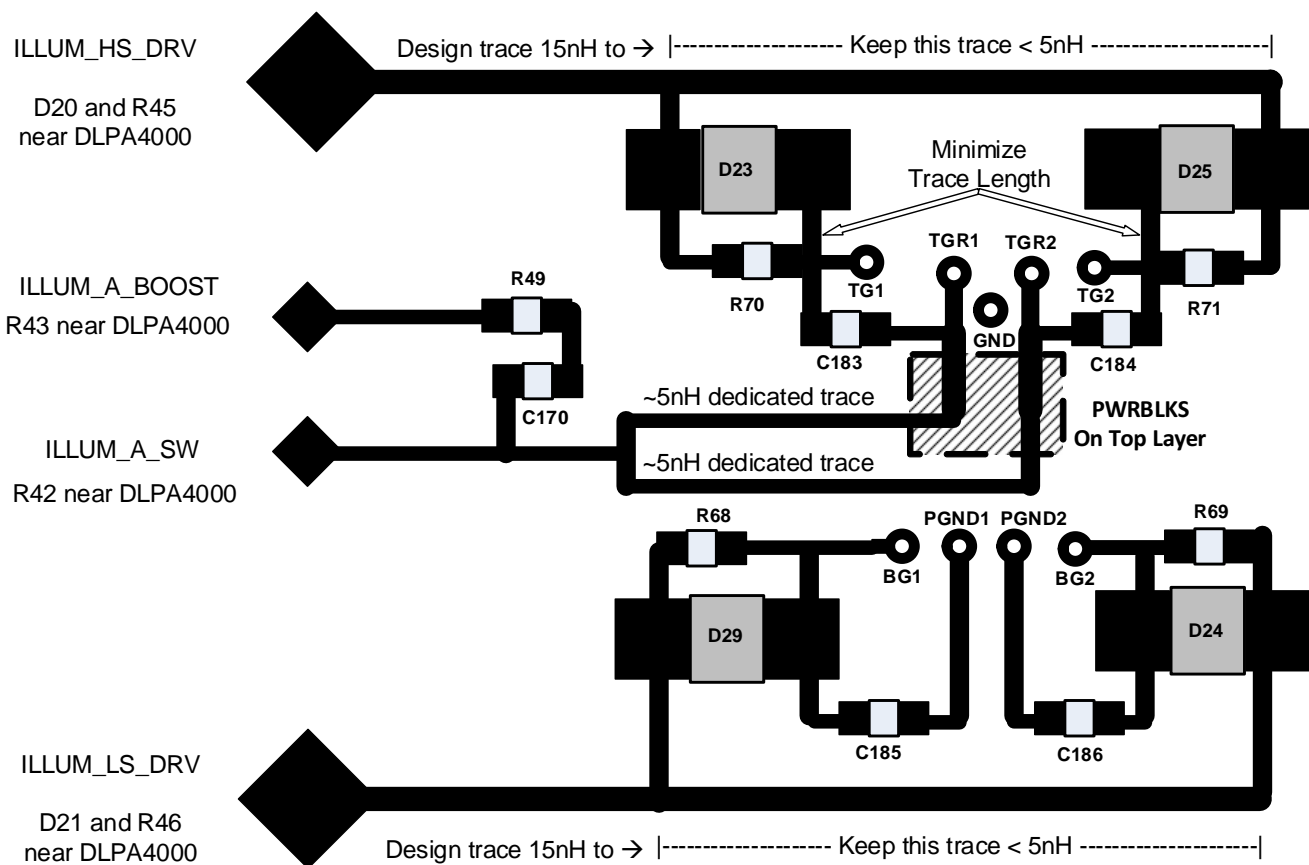 ILLUM_HS_DRV
Design trace 15nH to → |--------------------- Keep this trace < 5nH ----------------------|
D20 and R45
near DLPA4000
D23
Minimize
Trace Length
D25
TGR1
TGR2
ILLUM_A_BOOST
R43 near DLPA4000
R49
R70
TG1
TG2
R71
GND
C183
C184
C170
~5nH dedicated trace
PWRBLKS
On Top Layer
ILLUM_A_SW
R42 near DLPA4000
~5nH dedicated trace
R68
PGND1
PGND2
R69
BG1
BG2
D29
D24
C185
C186
ILLUM_LS_DRV
D21 and R46
near DLPA4000
Design trace 15nH to → |--------------------- Keep this trace < 5nH ----------------------|